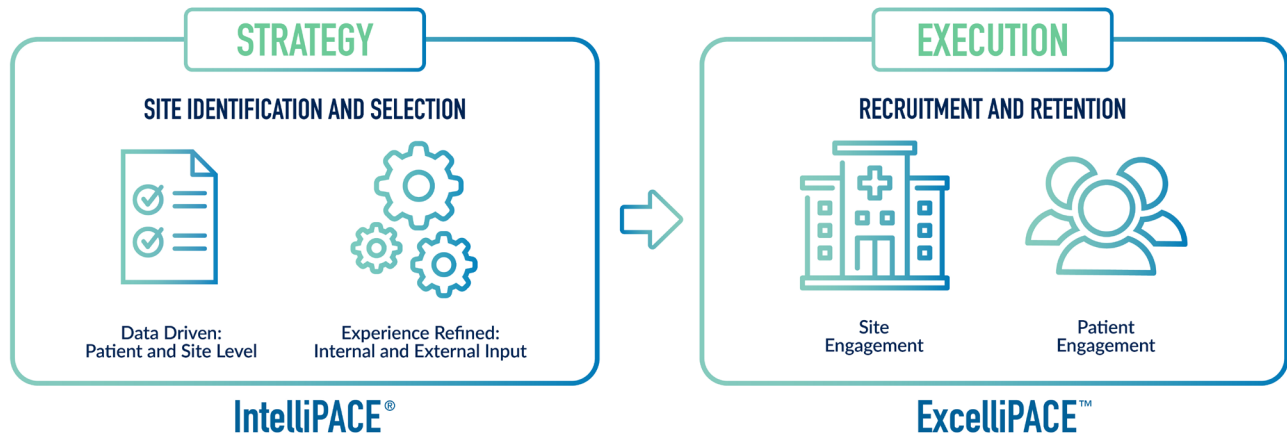 STRATEGY
SITE IDENTIFICATION AND SELECTION
Data Driven:
Patient and Site Level
Experience Refined:
Internal and External Input
IntelliPACE®
EXECUTION
RECRUITMENT AND RETENTION
Site
Engagement
Patient
Engagement
ExcelliPACE™